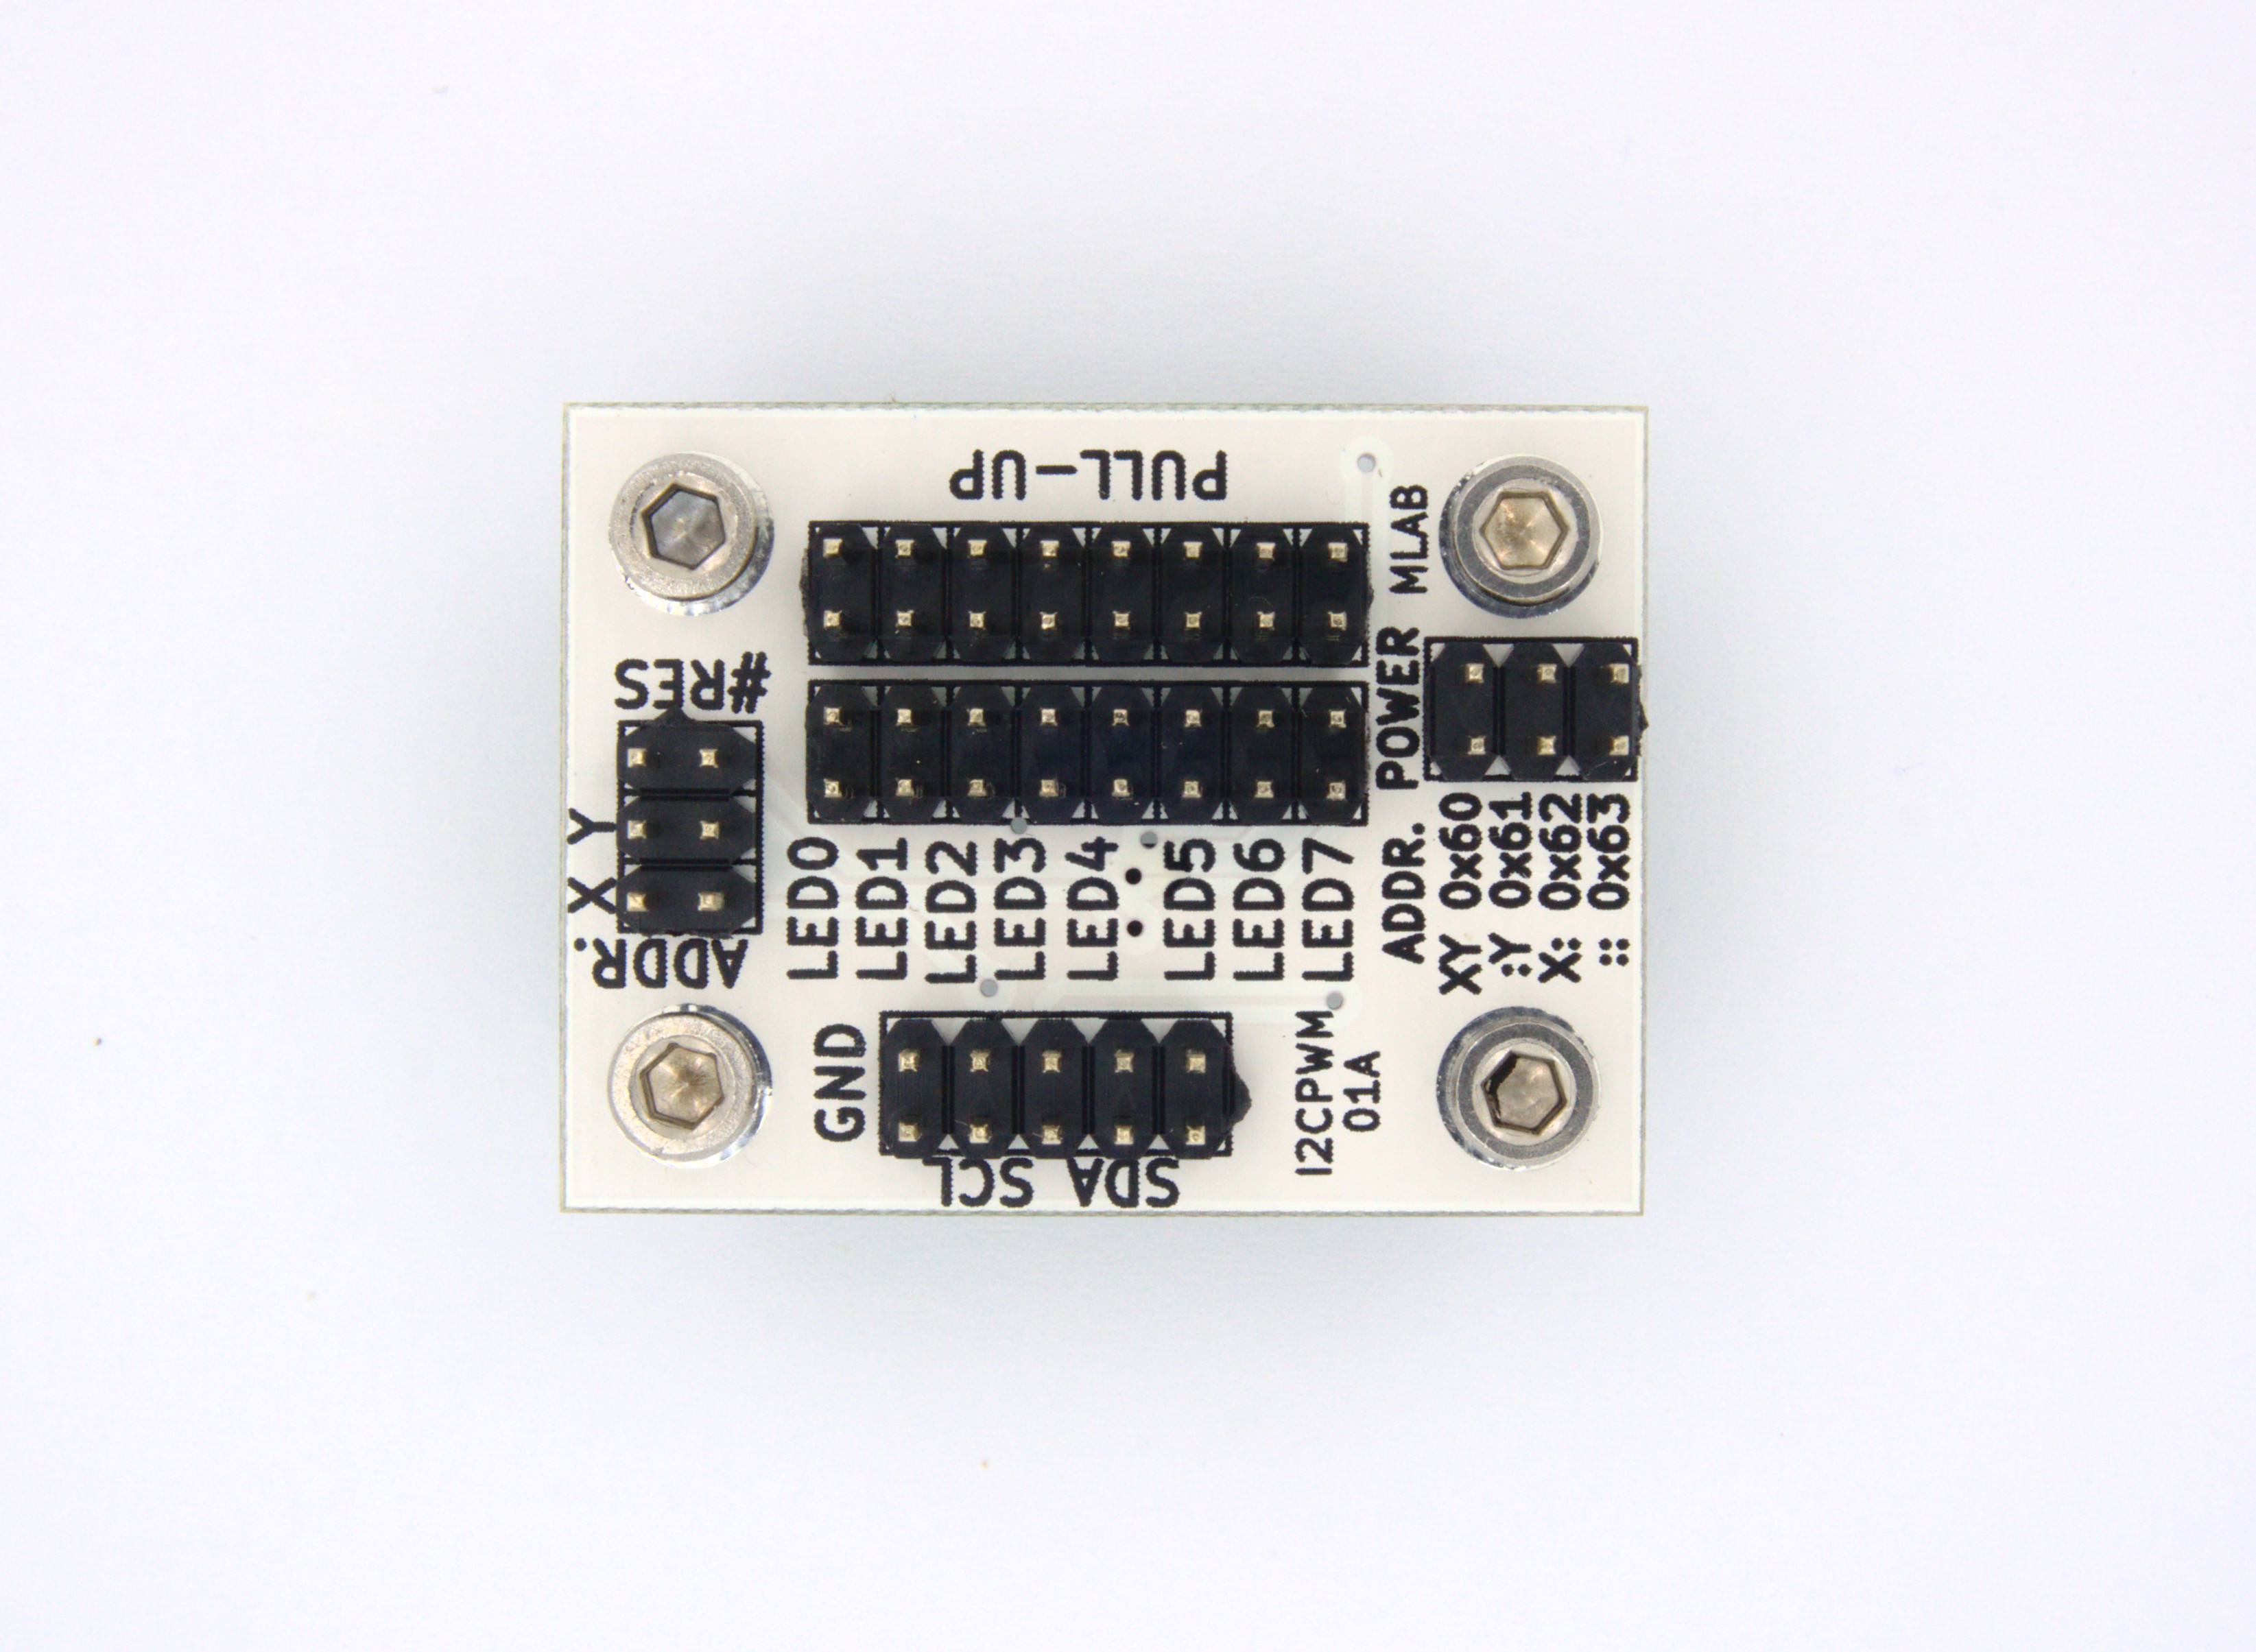 PULL-UP
MLAB
#RES
POWER
X Y
ADDR.
LED0
LED1
LED2
LED3
LED4
LED5
LED6
LED7
ADDR.
XY 0x60
:Y 0x61
X: 0x62
:: 0x63
GND
SDA SCL
I2CPWM
01A